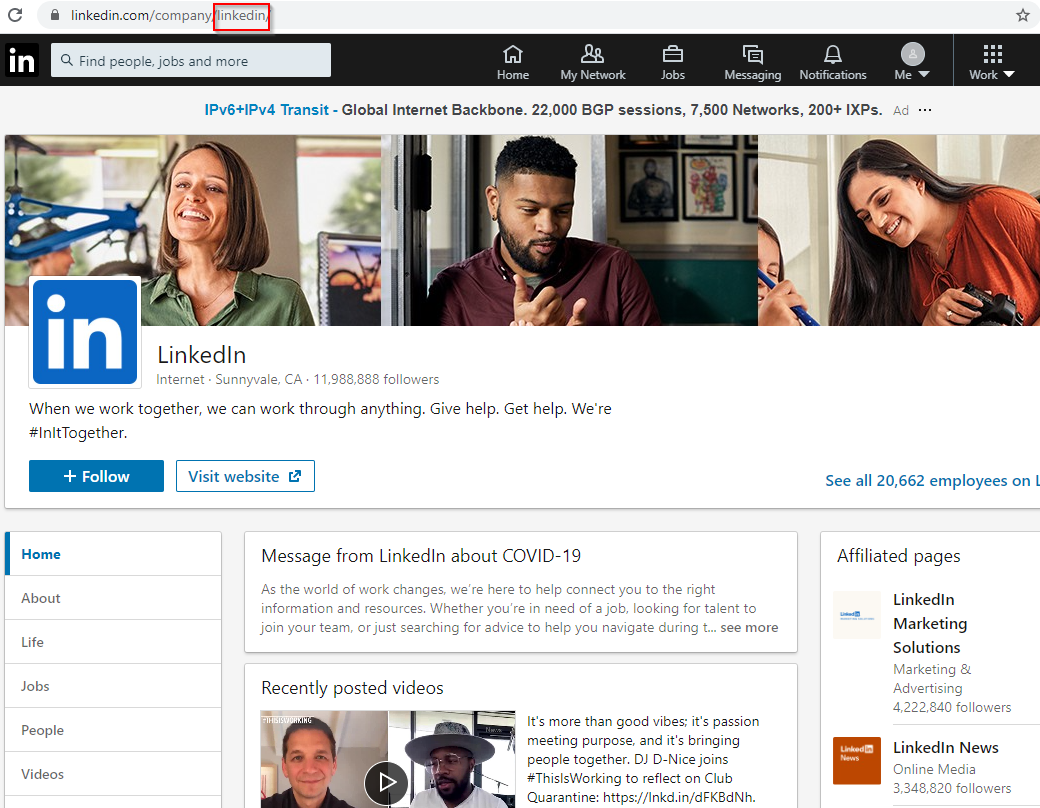 linkedin.com/company/linkedin/
in
Find people, jobs and more
Home
My Network
Jobs
Messaging
Notifications
Me
Work
IPv6+IPv4 Transit - Global Internet Backbone. 22,000 BGP sessions, 7,500 Networks, 200+ IXPs. Ad ···
in
LinkedIn
Internet · Sunnyvale, CA · 11,988,888 followers
When we work together, we can work through anything. Give help. Get help. We're
#InItTogether.
+ Follow
Visit website
See all 20,662 employees on L
Home
About
Life
Jobs
People
Videos
Message from LinkedIn about COVID-19
As the world of work changes, we're here to help connect you to the right
information and resources. Whether you're in need of a job, looking for talent to
join your team, or just searching for advice to help you navigate during t... see more
Recently posted videos
#THISISWORKING
News
It's more than good vibes; it's passion
meeting purpose, and it's bringing
people together. DJ D-Nice joins
#ThisIsWorking to reflect on Club
Quarantine: https://lnkd.in/dFKBdNh.
Affiliated pages
LinkedIn
LinkedIn
Marketing
Solutions
Marketing &
Advertising
4,222,840 followers
LinkedIn
News
LinkedIn News
Online Media
3,348,820 followers